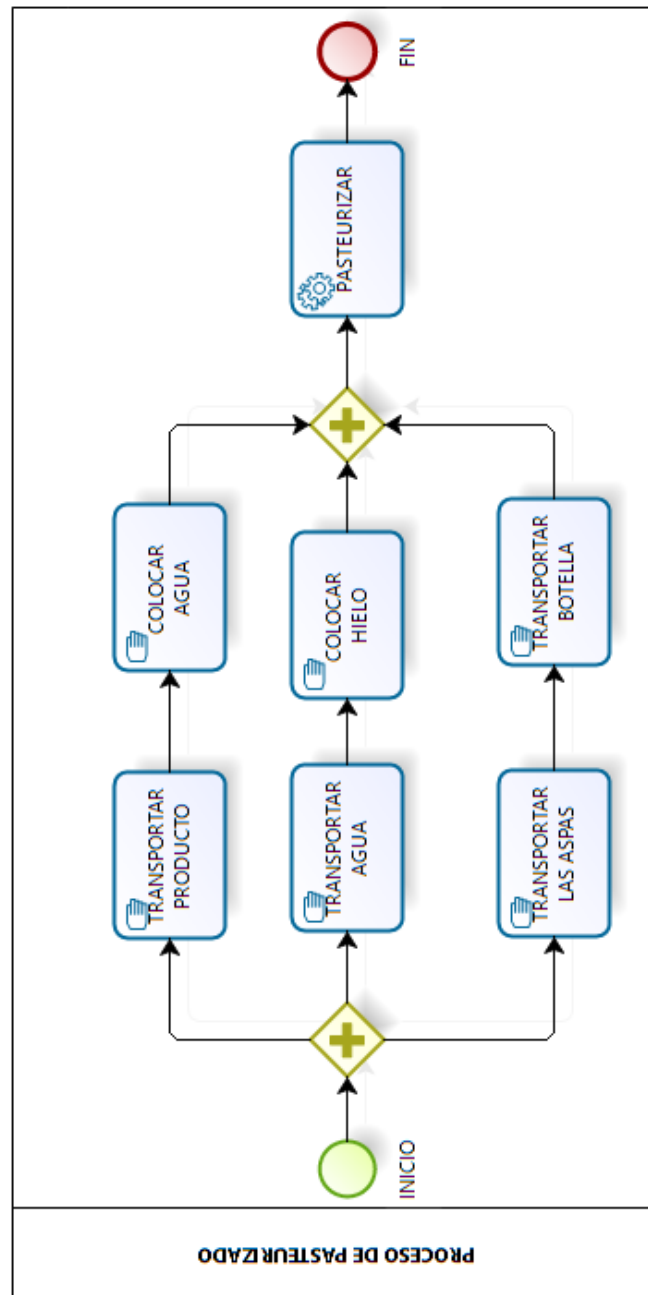 PROCESO DE PASTEURIZADO
INICIO
TRANSPORTAR
PRODUCTO
COLOCAR
AGUA
TRANSPORTAR
AGUA
COLOCAR
HIELO
TRANSPORTAR
LAS ASPAS
TRANSPORTAR
BOTELLA
PASTEURIZAR
FIN